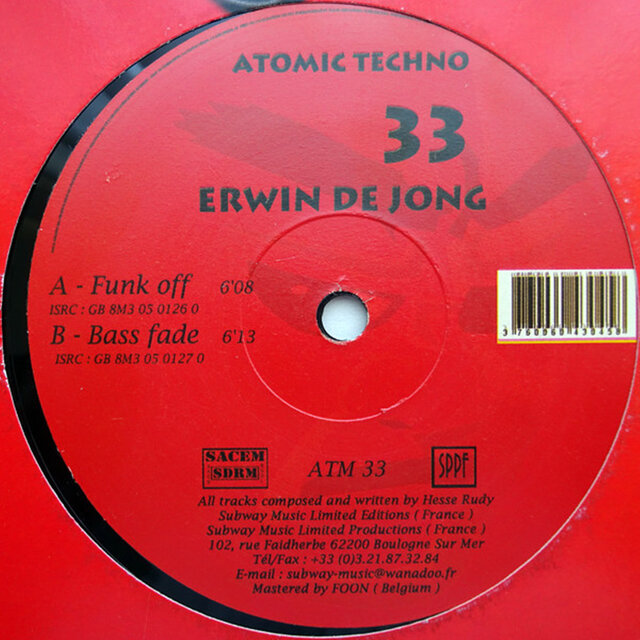 ATOMIC TECHNO
33
ERWIN DE JONG
A - Funk off 6'08
ISRC : GB 8M3 05 0126 0
B - Bass fade 6'13
ISRC : GB 8M3 05 0127 0
SACEM
SDRM
ATM 33
SPPF
All tracks composed and written by Hesse Rudy
Subway Music Limited Editions ( France )
Subway Music Limited Productions ( France )
102, rue Faidherbe 62200 Boulogne Sur Mer
Tél/Fax : +33 (0)3.21.87.32.84
E-mail : subway-music@wanadoo.fr
Mastered by FOON ( Belgium )